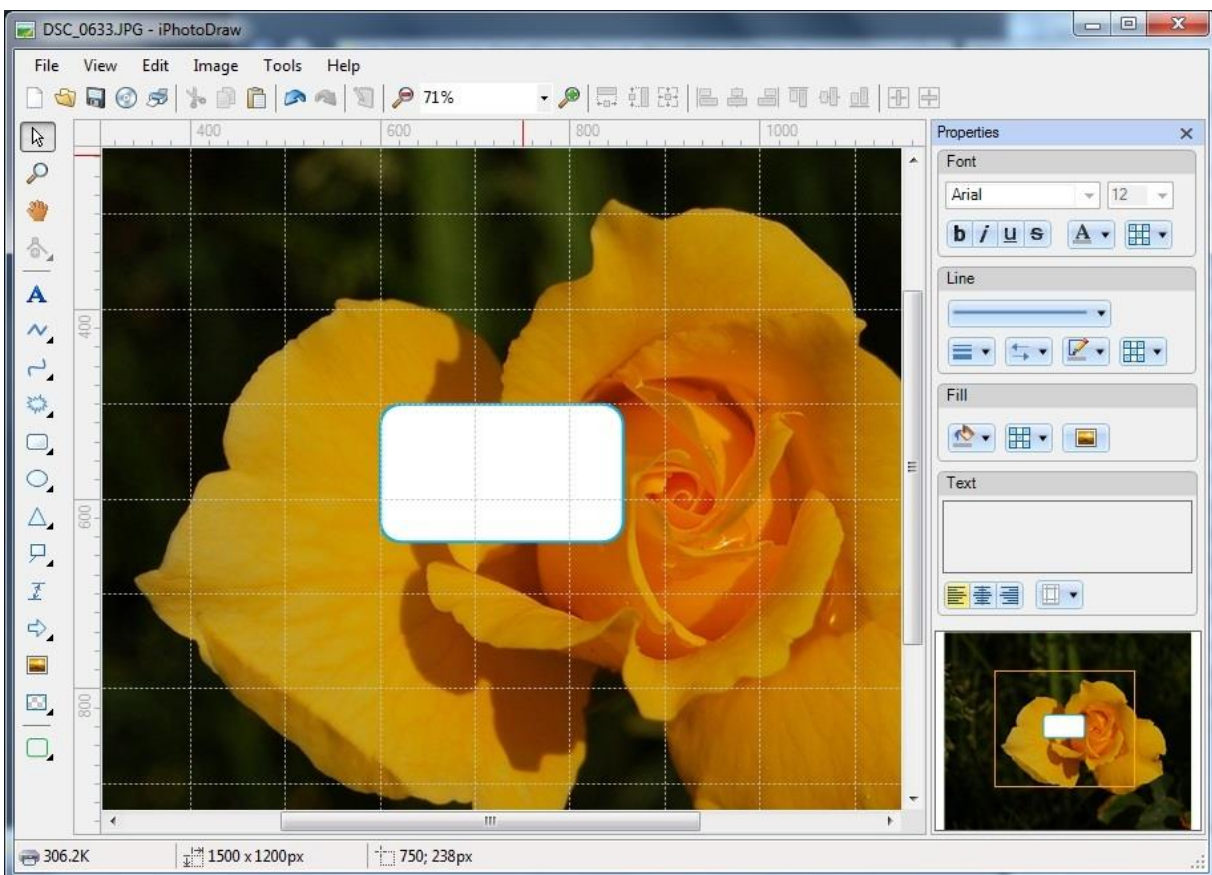 DSC_0633.JPG - iPhotoDraw
File View Edit Image Tools Help
71%
400 600 800 1000
400
600
800
Properties
Font
Arial 12
b i u s A
Line
Fill
Text
A
306.2K 1500 x 1200px 750; 238px